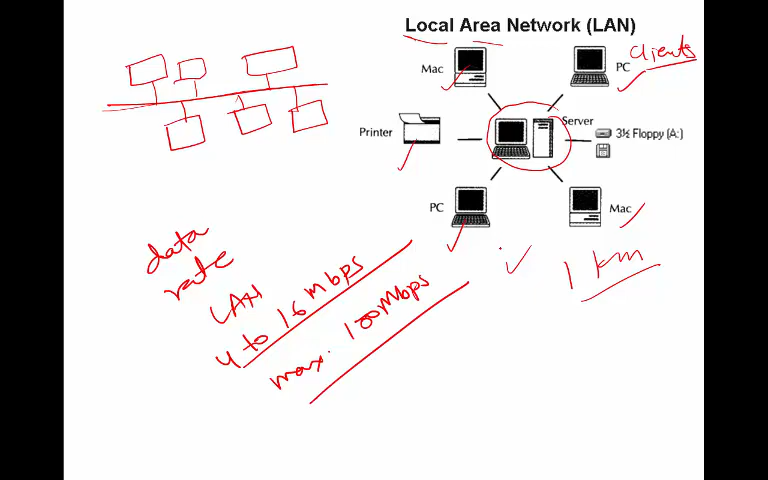 Local Area Network (LAN)
Mac
PC
clients
Printer
Server
3½ Floppy (A:)
PC
Mac
data
rate
LAN
4 to 16 Mbps
max. 100Mbps
1 km